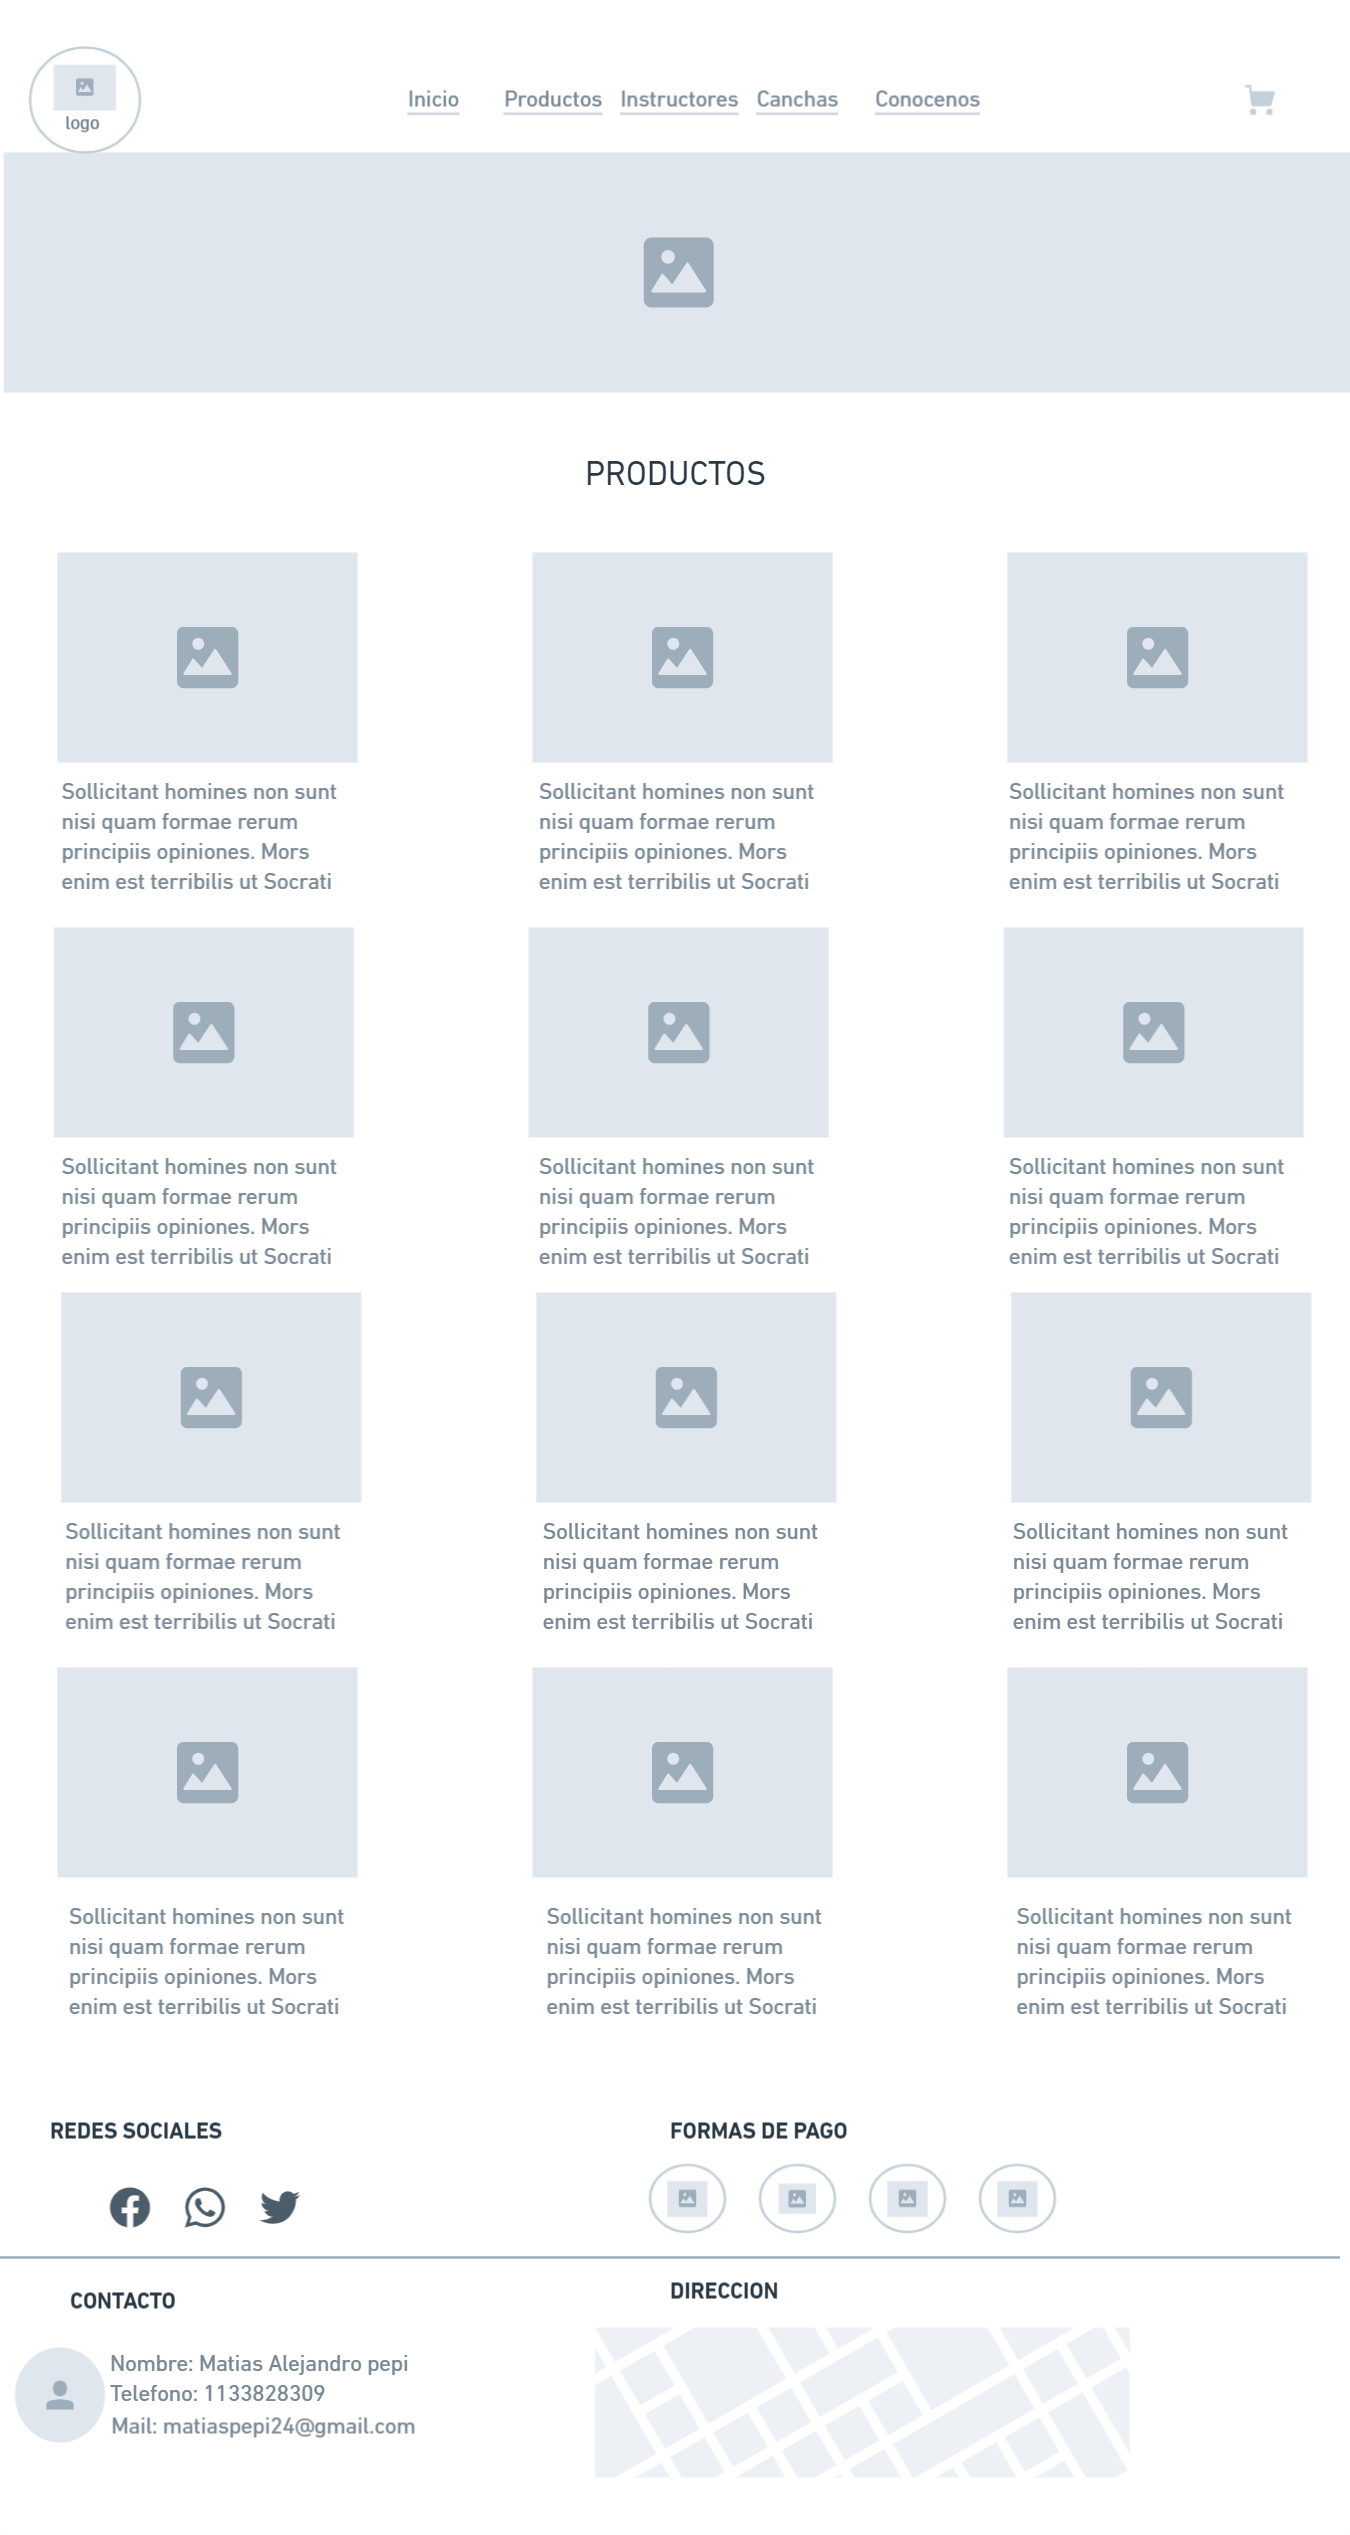 logo
Inicio Productos Instructores Canchas Conocenos
PRODUCTOS
Sollicitant homines non sunt
nisi quam formae rerum
principiis opiniones. Mors
enim est terribilis ut Socrati
Sollicitant homines non sunt
nisi quam formae rerum
principiis opiniones. Mors
enim est terribilis ut Socrati
Sollicitant homines non sunt
nisi quam formae rerum
principiis opiniones. Mors
enim est terribilis ut Socrati
Sollicitant homines non sunt
nisi quam formae rerum
principiis opiniones. Mors
enim est terribilis ut Socrati
Sollicitant homines non sunt
nisi quam formae rerum
principiis opiniones. Mors
enim est terribilis ut Socrati
Sollicitant homines non sunt
nisi quam formae rerum
principiis opiniones. Mors
enim est terribilis ut Socrati
Sollicitant homines non sunt
nisi quam formae rerum
principiis opiniones. Mors
enim est terribilis ut Socrati
Sollicitant homines non sunt
nisi quam formae rerum
principiis opiniones. Mors
enim est terribilis ut Socrati
Sollicitant homines non sunt
nisi quam formae rerum
principiis opiniones. Mors
enim est terribilis ut Socrati
Sollicitant homines non sunt
nisi quam formae rerum
principiis opiniones. Mors
enim est terribilis ut Socrati
Sollicitant homines non sunt
nisi quam formae rerum
principiis opiniones. Mors
enim est terribilis ut Socrati
Sollicitant homines non sunt
nisi quam formae rerum
principiis opiniones. Mors
enim est terribilis ut Socrati
REDES SOCIALES
FORMAS DE PAGO
CONTACTO
Nombre: Matias Alejandro pepi
Telefono: 1133828309
Mail: matiaspepi24@gmail.com
DIRECCION